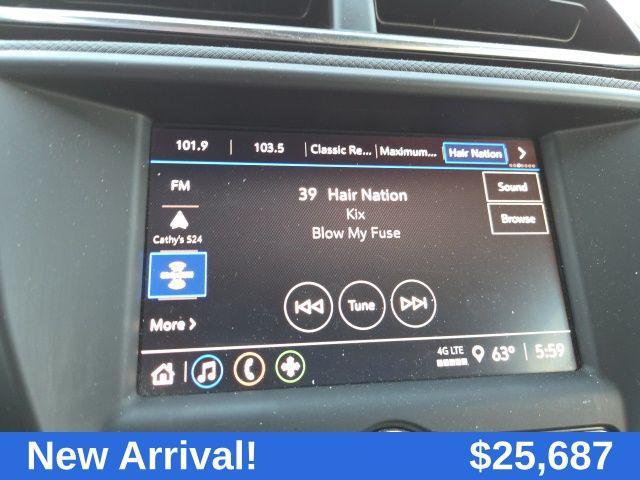 101.9 103.5 Classic Re... Maximum... Hair Nation
FM
39 Hair Nation
Sound
Kix
Browse
Blow My Fuse
Cathy's S24
Tune
More
4G LTE 63° 5:59
New Arrival! $25,687